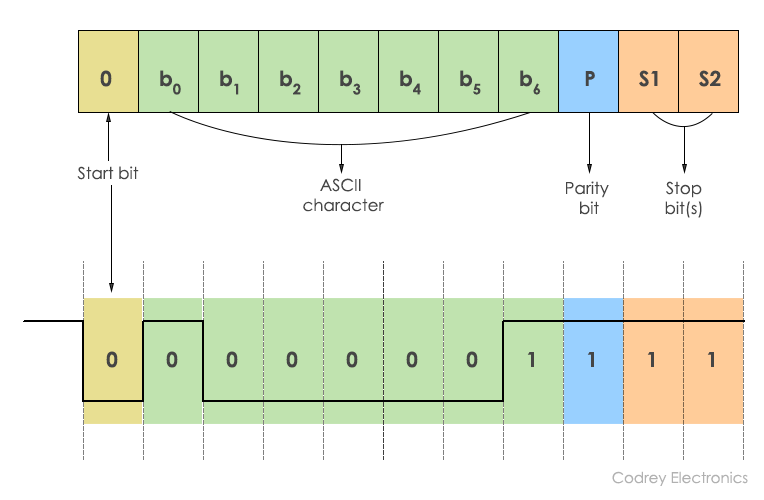 0 b₀ b₁ b₂ b₃ b₄ b₅ b₆ P S1 S2
Start bit
ASCII
character
Parity
bit
Stop
bit(s)
0 0 0 0 0 0 0 1 1 1 1
Codrey Electronics